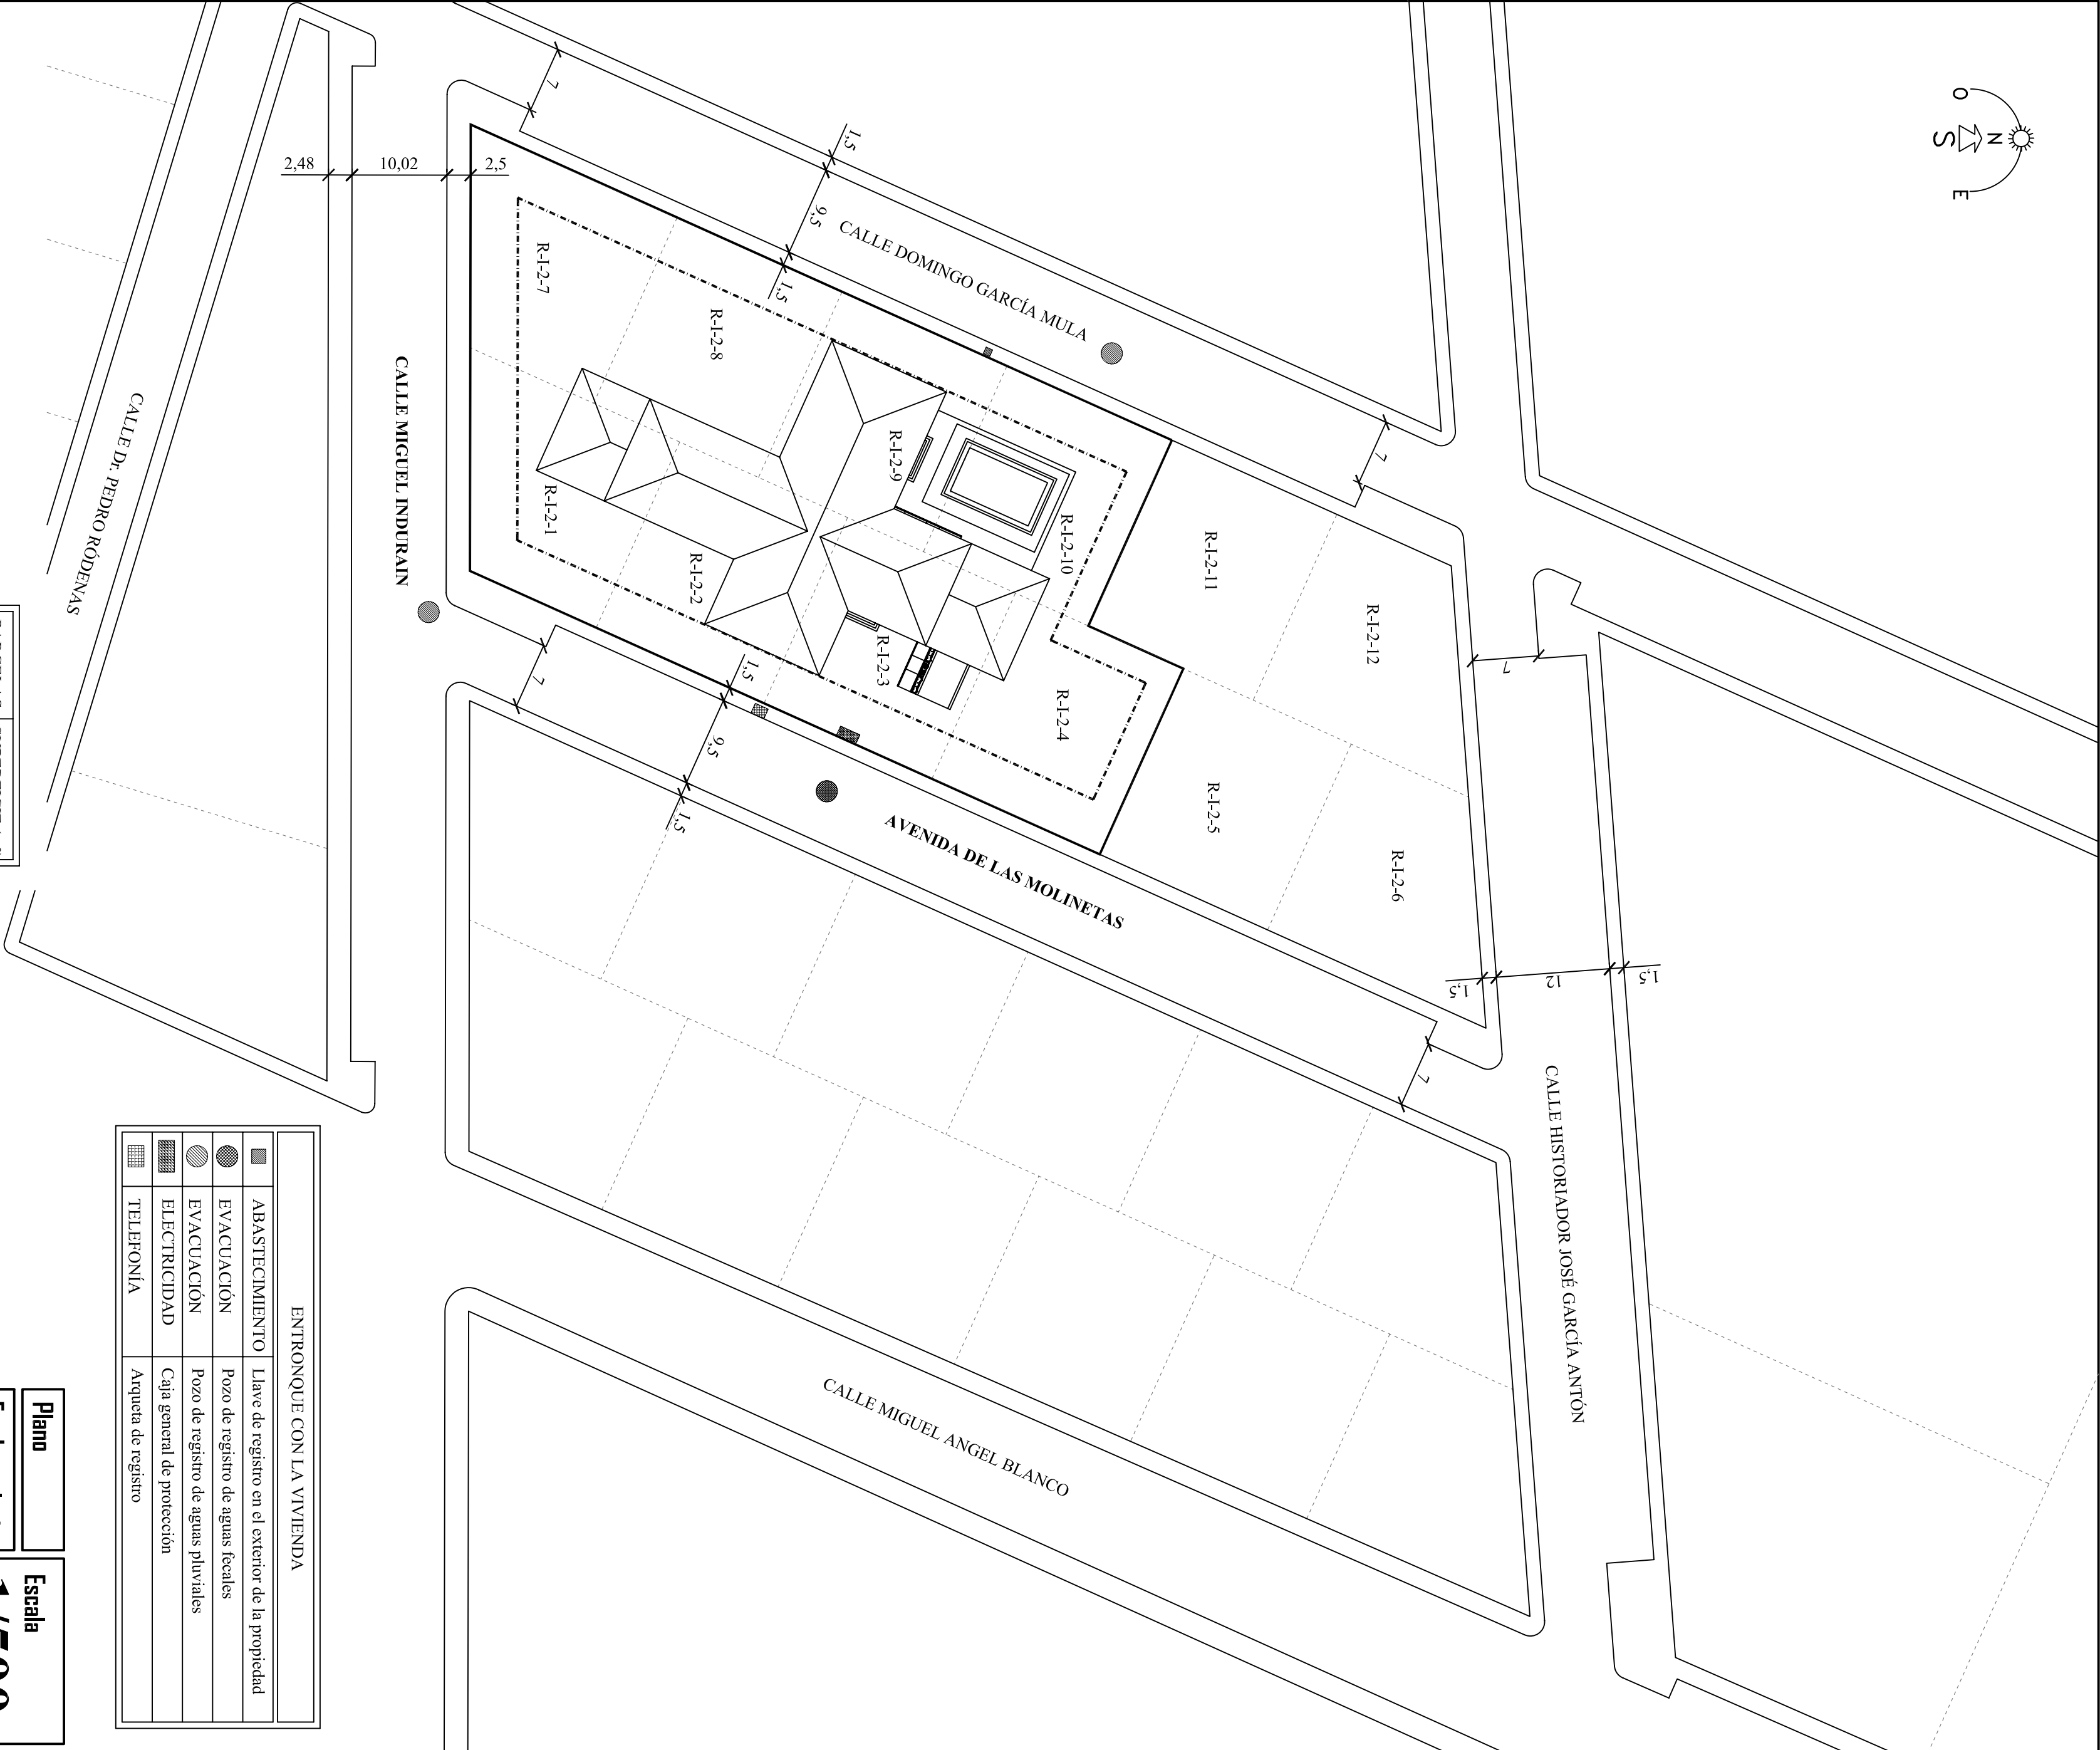 O
N
S
E
CALLE DOMINGO GARCÍA MULA
CALLE MIGUEL INDURAIN
CALLE Dr. PEDRO RÓDENAS
AVENIDA DE LAS MOLINETAS
CALLE HISTORIADOR JOSÉ GARCÍA ANTÓN
CALLE MIGUEL ANGEL BLANCO
R-I-2-7
R-I-2-8
R-I-2-9
R-I-2-10
R-I-2-11
R-I-2-12
R-I-2-1
R-I-2-2
R-I-2-3
R-I-2-4
R-I-2-5
R-I-2-6
2,48
10,02
2,5
7
1,5
9,5
1,5
7
7
1,5
9,5
1,5
7
7
1,5
12
1,5
ENTRONQUE CON LA VIVIENDA
ABASTECIMIENTO Llave de registro en el exterior de la propiedad
EVACUACIÓN Pozo de registro de aguas fecales
EVACUACIÓN Pozo de registro de aguas pluviales
ELECTRICIDAD Caja general de protección
TELEFONÍA Arqueta de registro
Plano
Escala